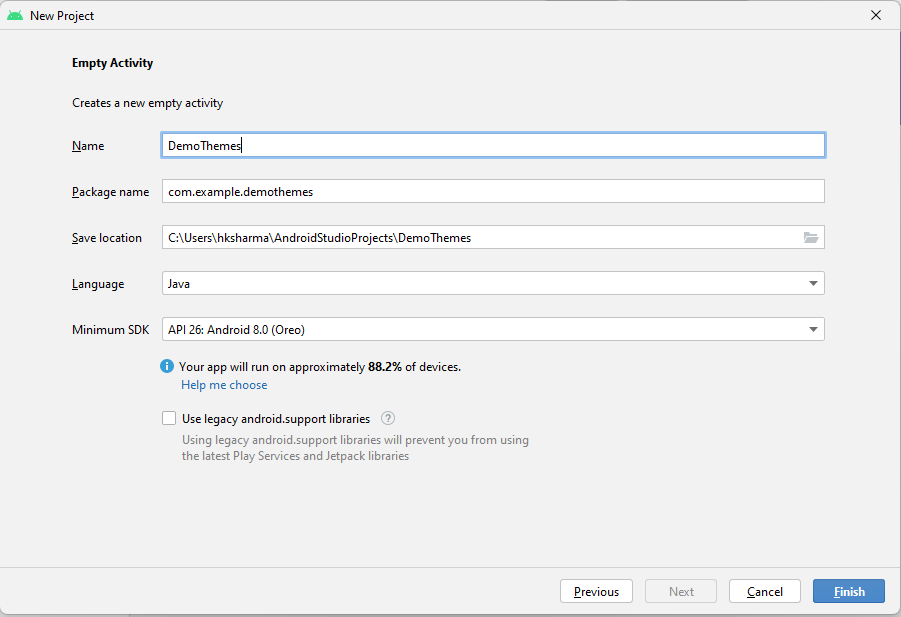 New Project
Empty Activity
Creates a new empty activity
Name DemoThemes
Package name com.example.demothemes
Save location C:\Users\hksharma\AndroidStudioProjects\DemoThemes
Language Java
Minimum SDK API 26: Android 8.0 (Oreo)
i Your app will run on approximately 88.2% of devices.
Help me choose
Use legacy android.support libraries ?
Using legacy android.support libraries will prevent you from using
the latest Play Services and Jetpack libraries
Previous Next Cancel Finish